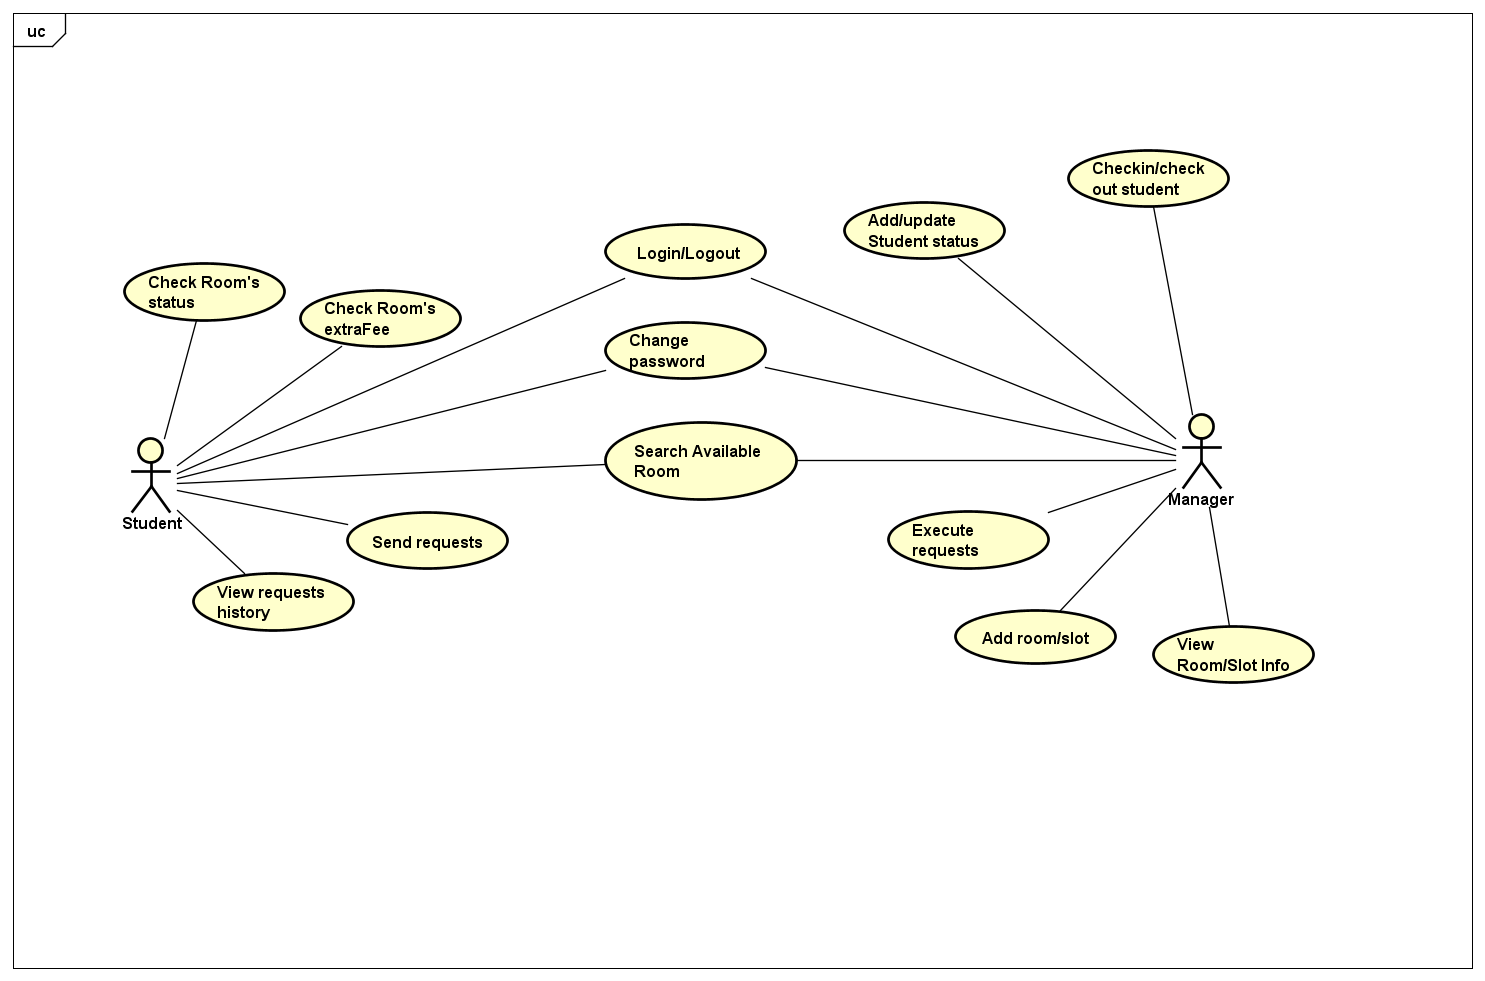 uc
Checkin/check
out student
Add/update
Student status
Login/Logout
Check Room's
status
Check Room's
extraFee
Change
password
Search Available
Room
Student
Manager
Send requests
Execute
requests
View requests
history
Add room/slot
View
Room/Slot Info